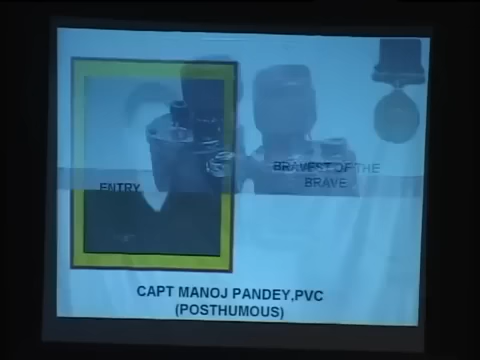 ENTRY
BRAVEST OF THE
BRAVE
CAPT MANOJ PANDEY,PVC
(POSTHUMOUS)